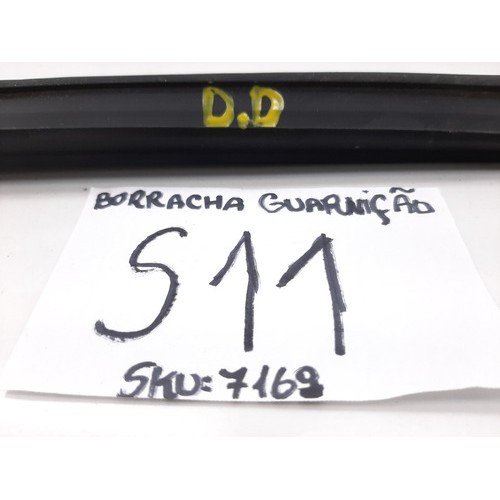 D.D
BORRACHA GUARNIÇÃO
S11
SKU: 7169